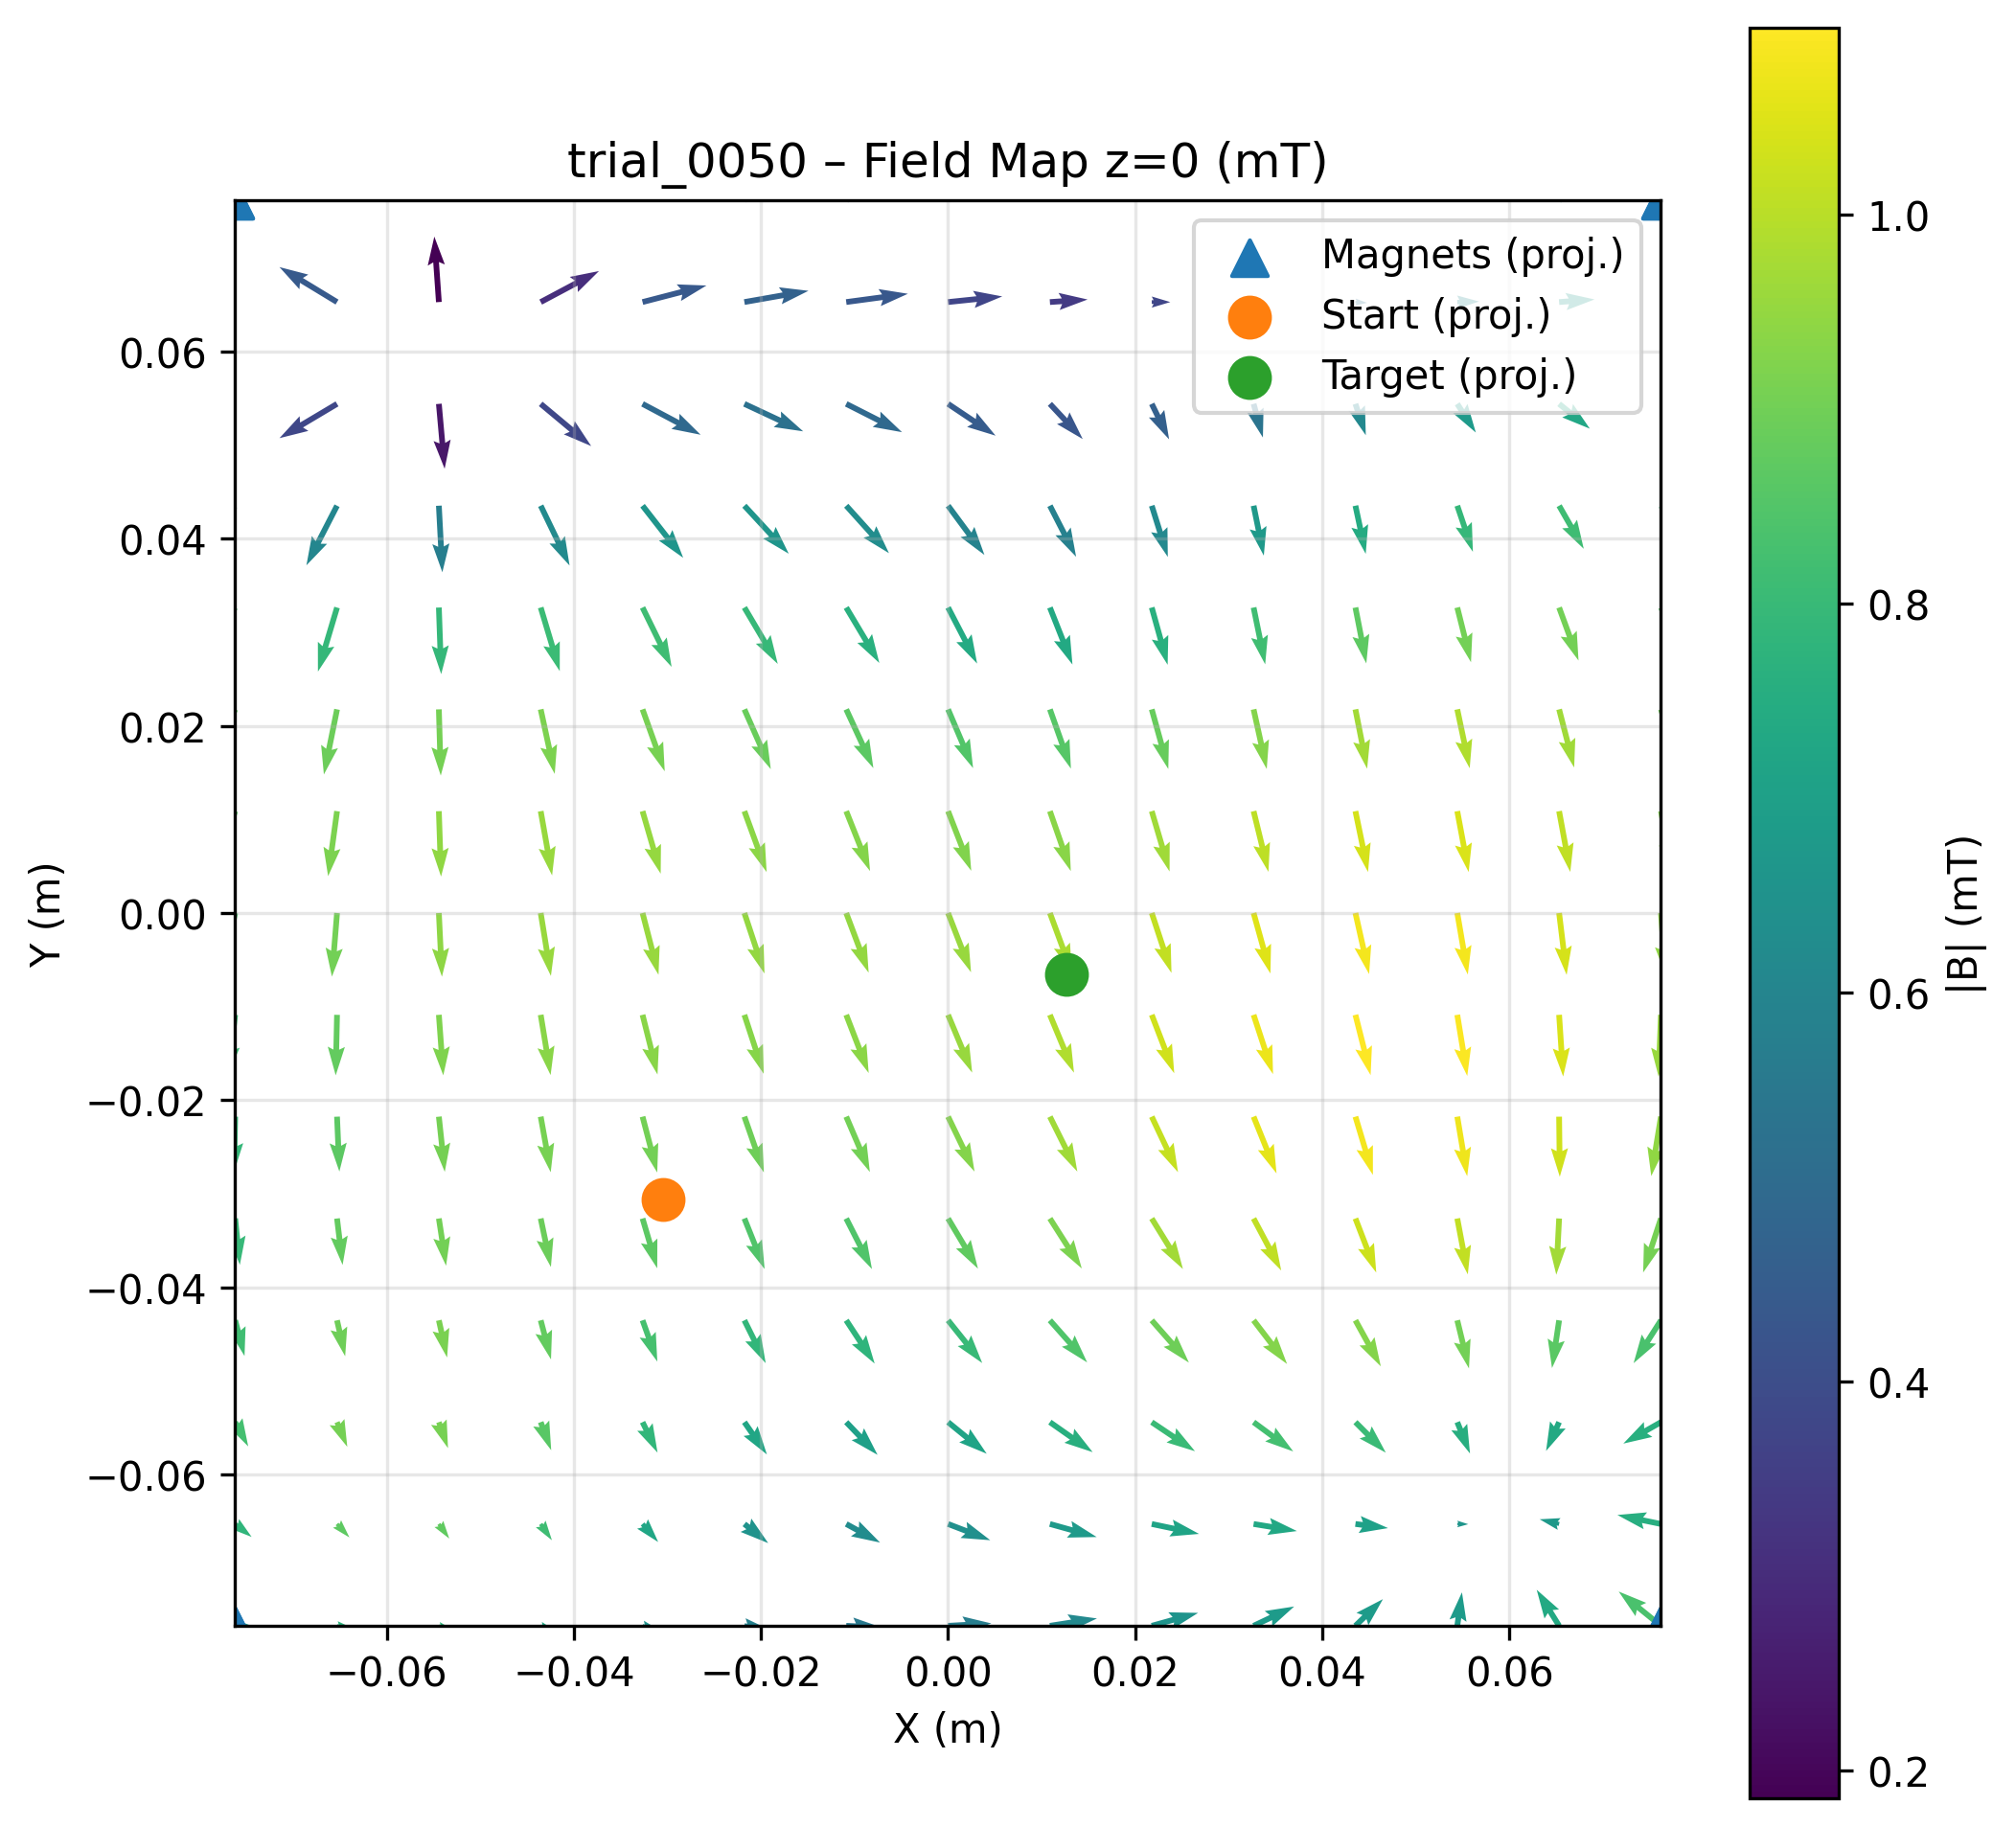 trial_0050 – Field Map z=0 (mT)
Magnets (proj.)
Start (proj.)
Target (proj.)
0.06
0.04
0.02
0.00
−0.02
−0.04
−0.06
Y (m)
−0.06
−0.04
−0.02
0.00
0.02
0.04
0.06
X (m)
1.0
0.8
0.6
0.4
0.2
|B| (mT)